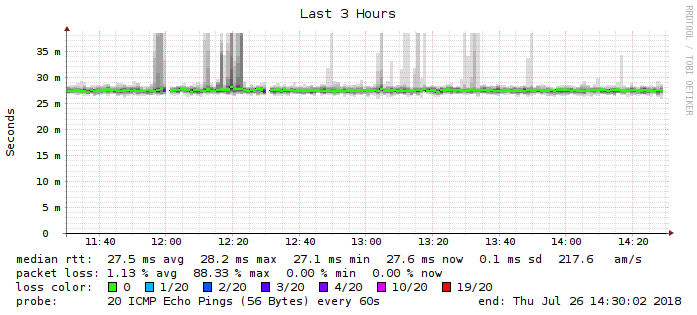 Last 3 Hours
RRDTOOL / TOBI OETIKER
Seconds
35 m
30 m
25 m
20 m
15 m
10 m
5 m
0
11:40 12:00 12:20 12:40 13:00 13:20 13:40 14:00 14:20
median rtt: 27.5 ms avg 28.2 ms max 27.1 ms min 27.6 ms now 0.1 ms sd 217.6 am/s
packet loss: 1.13 % avg 88.33 % max 0.00 % min 0.00 % now
loss color: 0 1/20 2/20 3/20 4/20 10/20 19/20
probe: 20 ICMP Echo Pings (56 Bytes) every 60s end: Thu Jul 26 14:30:02 2018